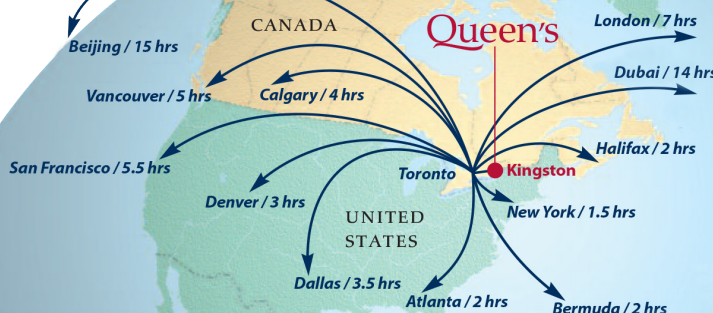 CANADA
Queen's
London / 7 hrs
Beijing / 15 hrs
Dubai / 14 hrs
Vancouver / 5 hrs
Calgary / 4 hrs
Halifax / 2 hrs
San Francisco / 5.5 hrs
Toronto
Kingston
Denver / 3 hrs
New York / 1.5 hrs
UNITED
STATES
Dallas / 3.5 hrs
Atlanta / 2 hrs
Bermuda / 2 hrs